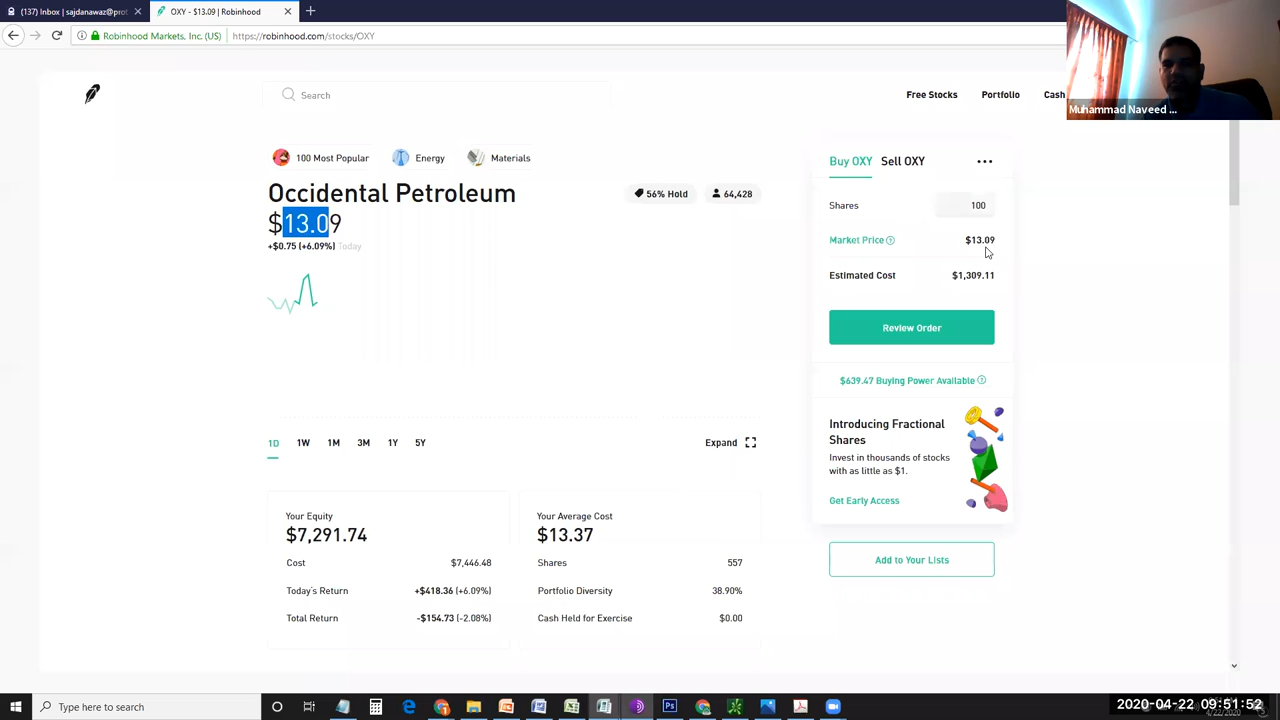 (137) Inbox | sajdanawaz@prot
OXY - $13.09 | Robinhood
Robinhood Markets, Inc. (US)
https://robinhood.com/stocks/OXY
Muhammad Naveed ...
Search
Free Stocks
Portfolio
Cash
100 Most Popular
Energy
Materials
Occidental Petroleum
56% Hold
64,428
$13.09
+$0.75 (+6.09%) Today
1D 1W 1M 3M 1Y 5Y
Expand
Your Equity
$7,291.74
Cost $7,446.48
Today's Return +$418.36 (+6.09%)
Total Return -$154.73 (-2.08%)
Your Average Cost
$13.37
Shares 557
Portfolio Diversity 38.90%
Cash Held for Exercise $0.00
Buy OXY Sell OXY
Shares 100
Market Price $13.09
Estimated Cost $1,309.11
Review Order
$639.47 Buying Power Available
Introducing Fractional
Shares
Invest in thousands of stocks
with as little as $1.
Get Early Access
Add to Your Lists
Type here to search
2020-04-22 09:51:52